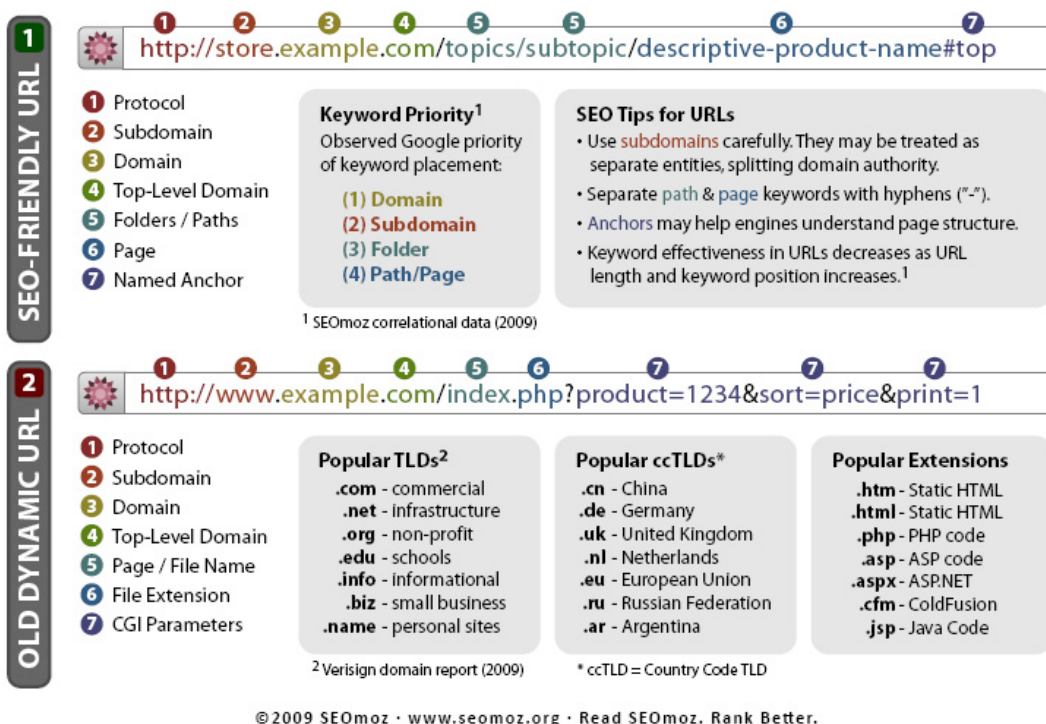 SEO-FRIENDLY URL 1
1 2 3 4 5 5 6 7
http://store.example.com/topics/subtopic/descriptive-product-name#top
1 Protocol
2 Subdomain
3 Domain
4 Top-Level Domain
5 Folders / Paths
6 Page
7 Named Anchor
Keyword Priority1
Observed Google priority
of keyword placement:
(1) Domain
(2) Subdomain
(3) Folder
(4) Path/Page
1 SEOmoz correlational data (2009)
SEO Tips for URLs
• Use subdomains carefully. They may be treated as
separate entities, splitting domain authority.
• Separate path & page keywords with hyphens ("-").
• Anchors may help engines understand page structure.
• Keyword effectiveness in URLs decreases as URL
length and keyword position increases.1
OLD DYNAMIC URL 2
1 2 3 4 5 6 7 7 7
http://www.example.com/index.php?product=1234&sort=price&print=1
1 Protocol
2 Subdomain
3 Domain
4 Top-Level Domain
5 Page / File Name
6 File Extension
7 CGI Parameters
Popular TLDs2
.com - commercial
.net - infrastructure
.org - non-profit
.edu - schools
.info - informational
.biz - small business
.name - personal sites
2 Verisign domain report (2009)
Popular ccTLDs*
.cn - China
.de - Germany
.uk - United Kingdom
.nl - Netherlands
.eu - European Union
.ru - Russian Federation
.ar - Argentina
* ccTLD = Country Code TLD
Popular Extensions
.htm - Static HTML
.html - Static HTML
.php - PHP code
.asp - ASP code
.aspx - ASP.NET
.cfm - ColdFusion
.jsp - Java Code
©2009 SEOmoz · www.seomoz.org · Read SEOmoz. Rank Better.